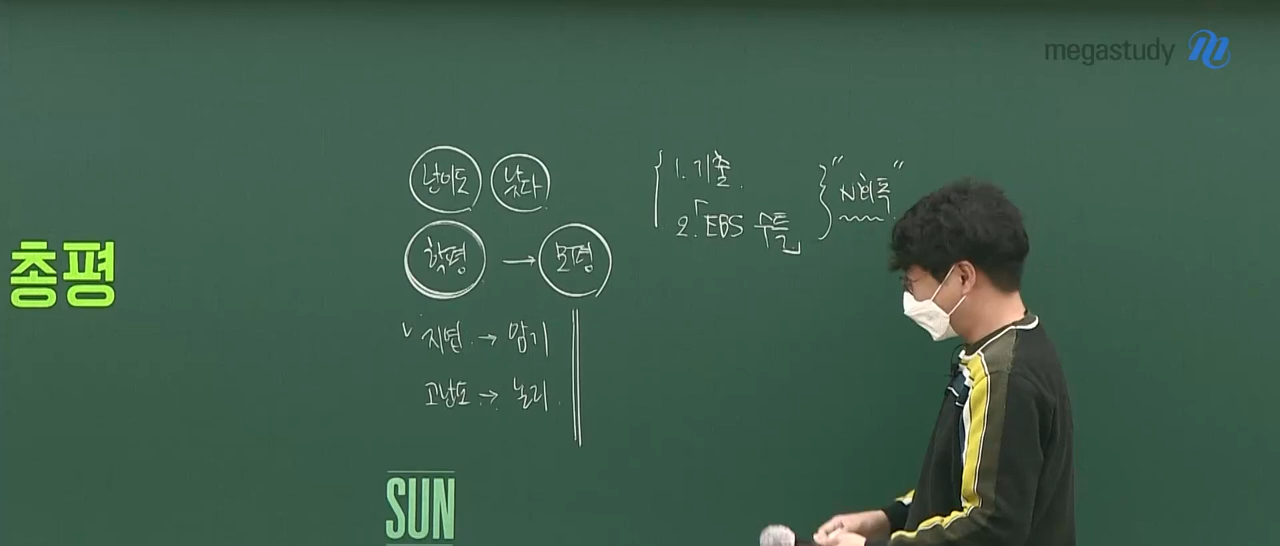 megastudy
총평
난이도 낮다
학평 → 모평
✓ 지엽 → 암기
고난도 → 논리
{ 1. 기출
2. 「EBS 수특」 } "N회독"
SUN